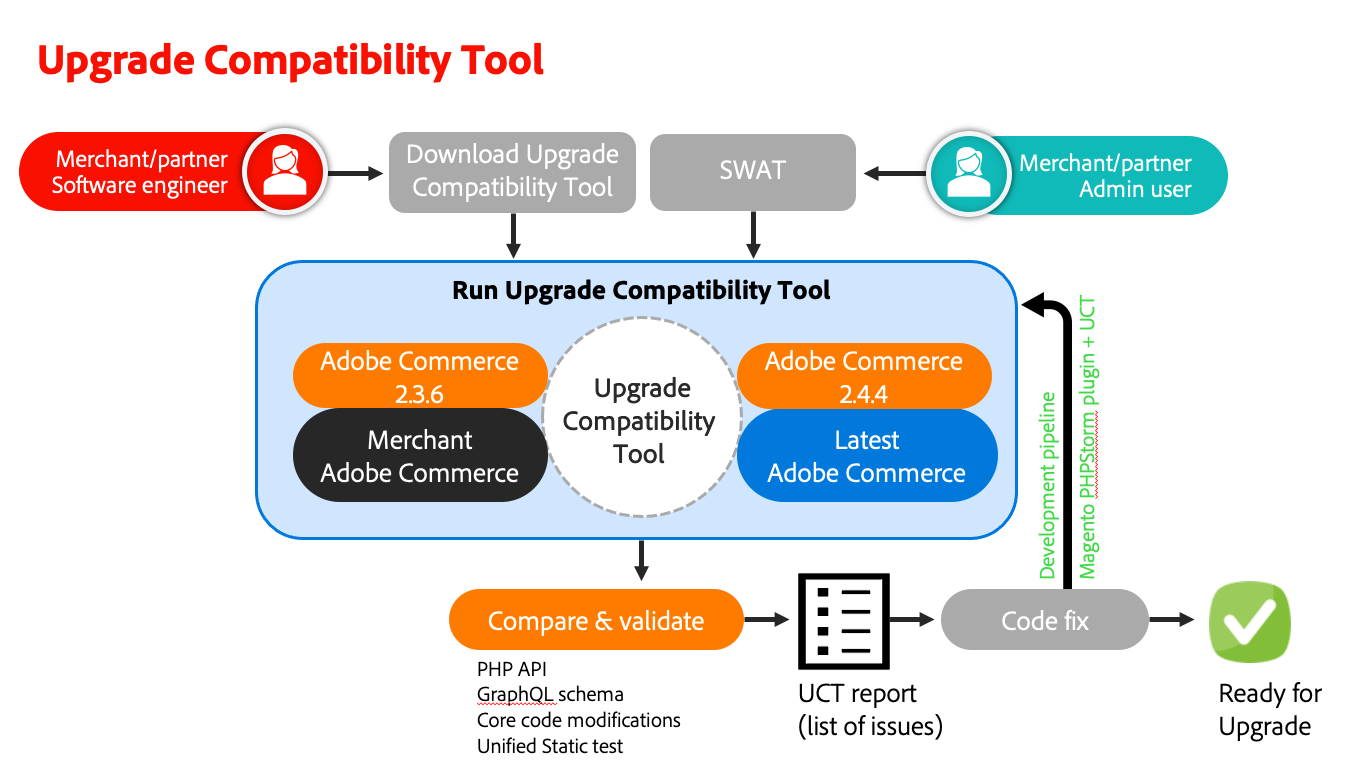 Upgrade Compatibility Tool
Merchant/partner
Software engineer
Download Upgrade
Compatibility Tool
SWAT
Merchant/partner
Admin user
Run Upgrade Compatibility Tool
Adobe Commerce
2.3.6
Merchant
Adobe Commerce
Upgrade
Compatibility
Tool
Adobe Commerce
2.4.4
Latest
Adobe Commerce
Development pipeline
Magento PHPStorm plugin + UCT
Compare & validate
PHP API
GraphQL schema
Core code modifications
Unified Static test
UCT report
(list of issues)
Code fix
Ready for
Upgrade